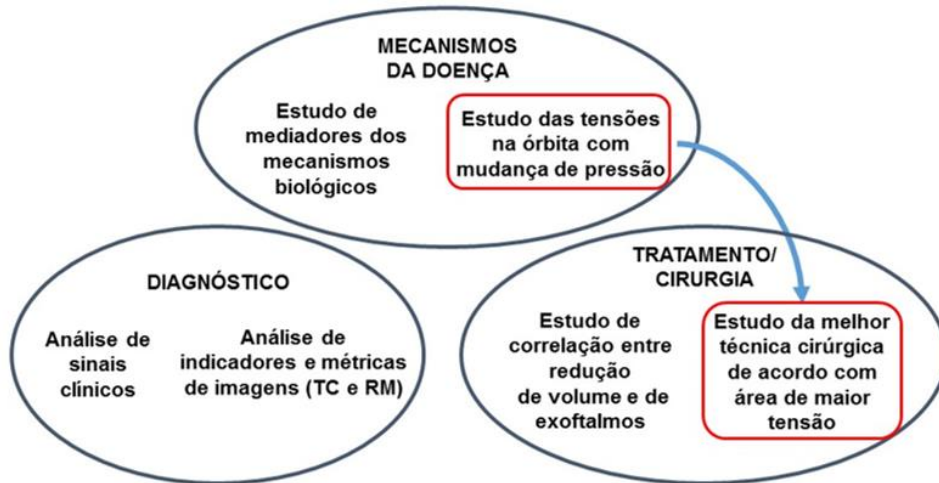 MECANISMOS
DA DOENÇA
Estudo de
mediadores dos
mecanismos
biológicos
Estudo das tensões
na órbita com
mudança de pressão
DIAGNÓSTICO
Análise de
sinais
clínicos
Análise de
indicadores e métricas
de imagens (TC e RM)
TRATAMENTO/
CIRURGIA
Estudo de
correlação entre
redução
de volume e de
exoftalmos
Estudo da melhor
técnica cirúrgica
de acordo com
área de maior
tensão